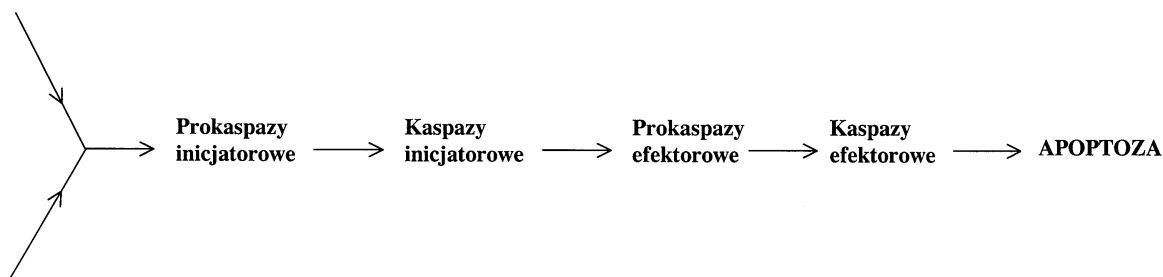 Prokaspazy
inicjatorowe
Kaspazy
inicjatorowe
Prokaspazy
efektorowe
Kaspazy
efektorowe
APOPTOZA